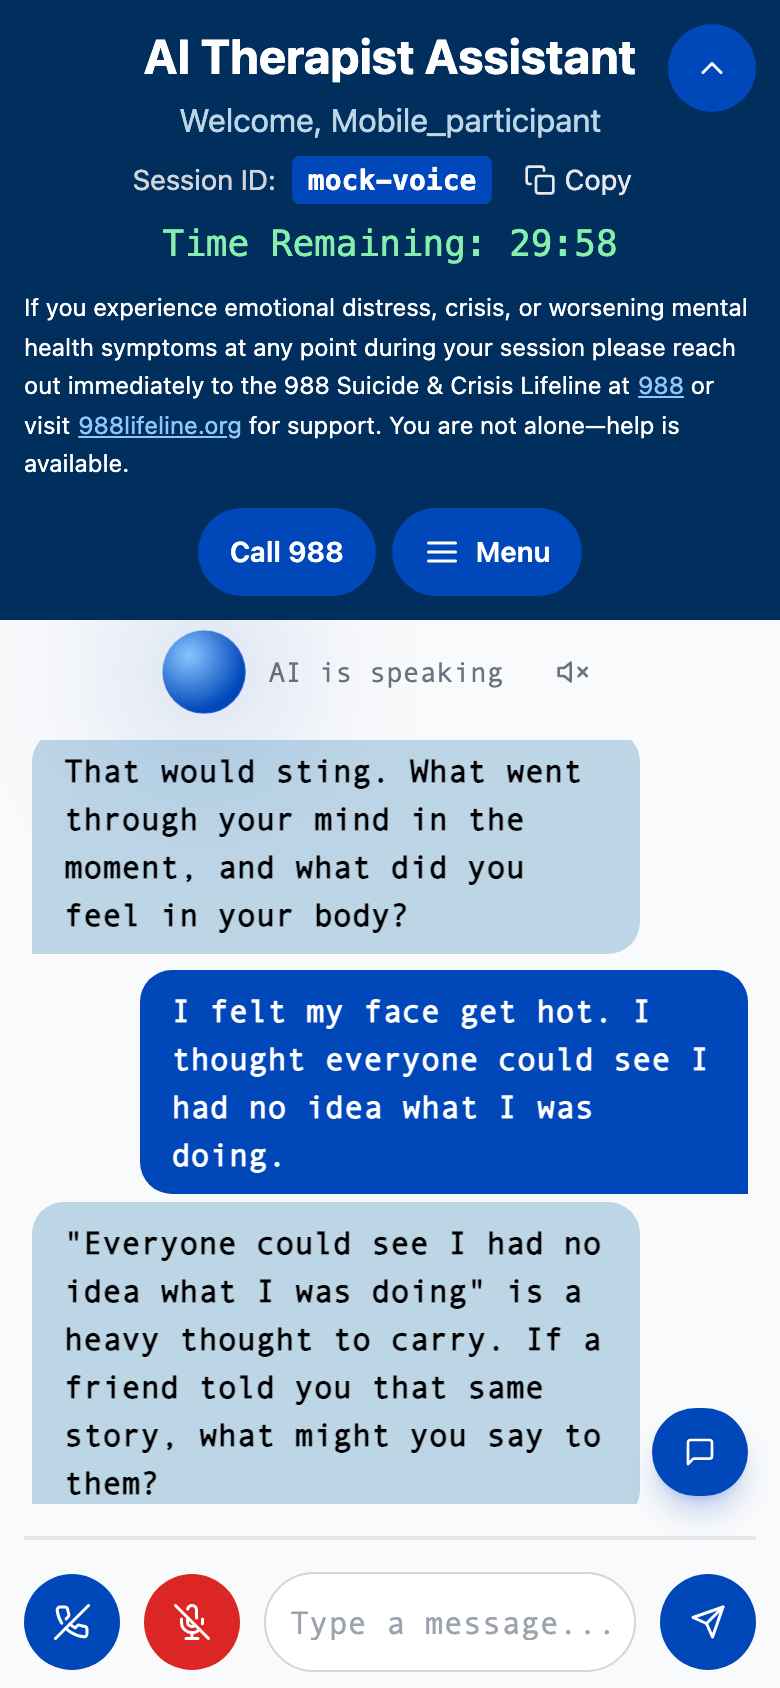 AI Therapist Assistant
Welcome, Mobile_participant
Session ID: mock-voice Copy
Time Remaining: 29:58
If you experience emotional distress, crisis, or worsening mental
health symptoms at any point during your session please reach
out immediately to the 988 Suicide & Crisis Lifeline at 988 or
visit 988lifeline.org for support. You are not alone—help is
available.
Call 988 Menu
AI is speaking
That would sting. What went
through your mind in the
moment, and what did you
feel in your body?
I felt my face get hot. I
thought everyone could see I
had no idea what I was
doing.
"Everyone could see I had no
idea what I was doing" is a
heavy thought to carry. If a
friend told you that same
story, what might you say to
them?
Type a message...